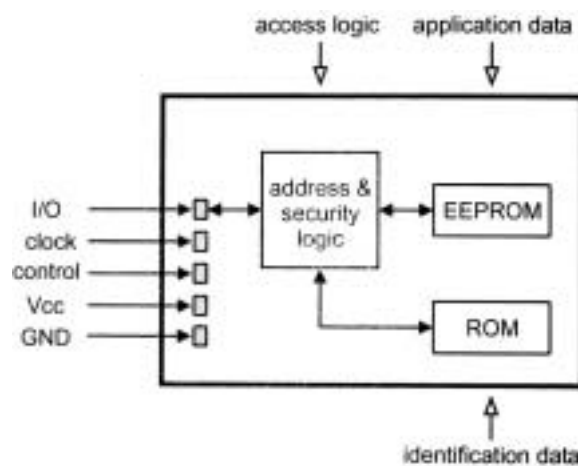 access logic
application data
address &
security
logic
EEPROM
ROM
I/O
clock
control
Vcc
GND
identification data